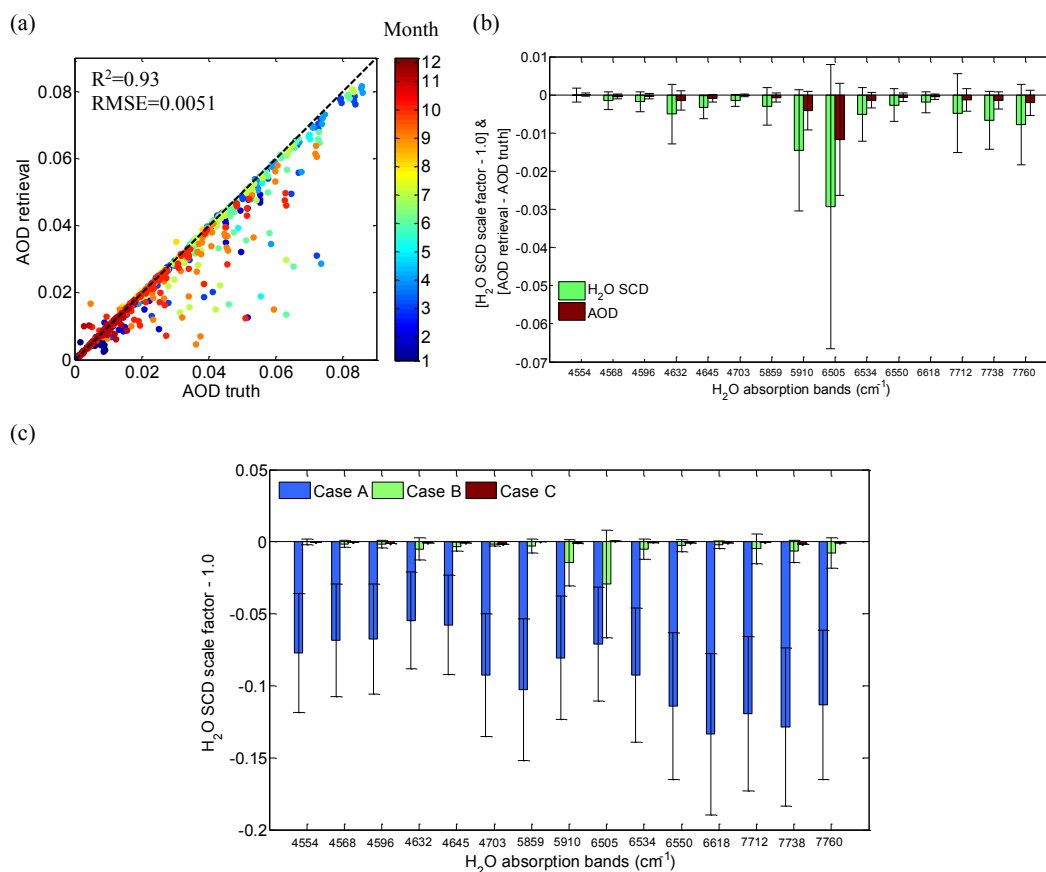 (a)
Month
R²=0.93
RMSE=0.0051
AOD retrieval
0.08
0.06
0.04
0.02
0
0 0.02 0.04 0.06 0.08
AOD truth
12
11
10
9
8
7
6
5
4
3
2
1
(b)
[H₂O SCD scale factor - 1.0] &
[AOD retrieval - AOD truth]
0.01
0
-0.01
-0.02
-0.03
-0.04
-0.05
-0.06
-0.07
H₂O SCD
AOD
4554 4568 4596 4632 4645 4703 5859 5910 6505 6534 6550 6618 7712 7738 7760
H₂O absorption bands (cm⁻¹)
(c)
H₂O SCD scale factor - 1.0
0.05
0
-0.05
-0.1
-0.15
-0.2
Case A Case B Case C
4554 4568 4596 4632 4645 4703 5859 5910 6505 6534 6550 6618 7712 7738 7760
H₂O absorption bands (cm⁻¹)